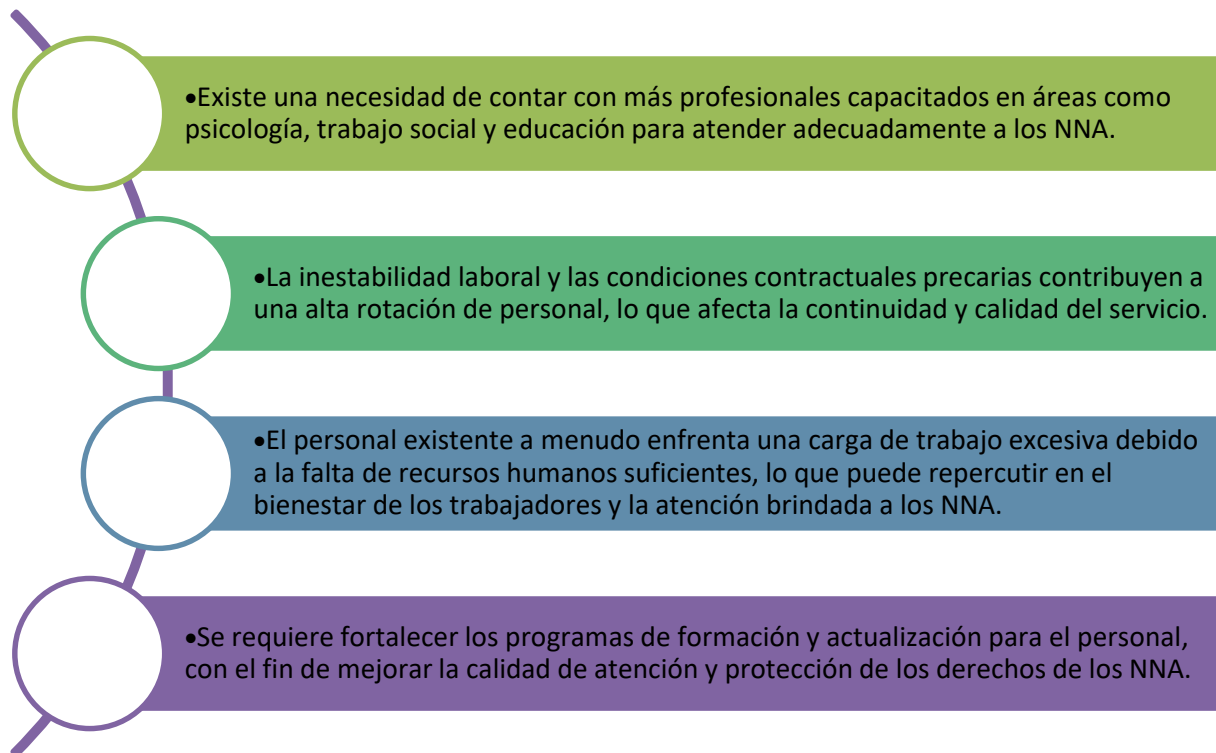 •Existe una necesidad de contar con más profesionales capacitados en áreas como
psicología, trabajo social y educación para atender adecuadamente a los NNA.
•La inestabilidad laboral y las condiciones contractuales precarias contribuyen a
una alta rotación de personal, lo que afecta la continuidad y calidad del servicio.
•El personal existente a menudo enfrenta una carga de trabajo excesiva debido
a la falta de recursos humanos suficientes, lo que puede repercutir en el
bienestar de los trabajadores y la atención brindada a los NNA.
•Se requiere fortalecer los programas de formación y actualización para el personal,
con el fin de mejorar la calidad de atención y protección de los derechos de los NNA.